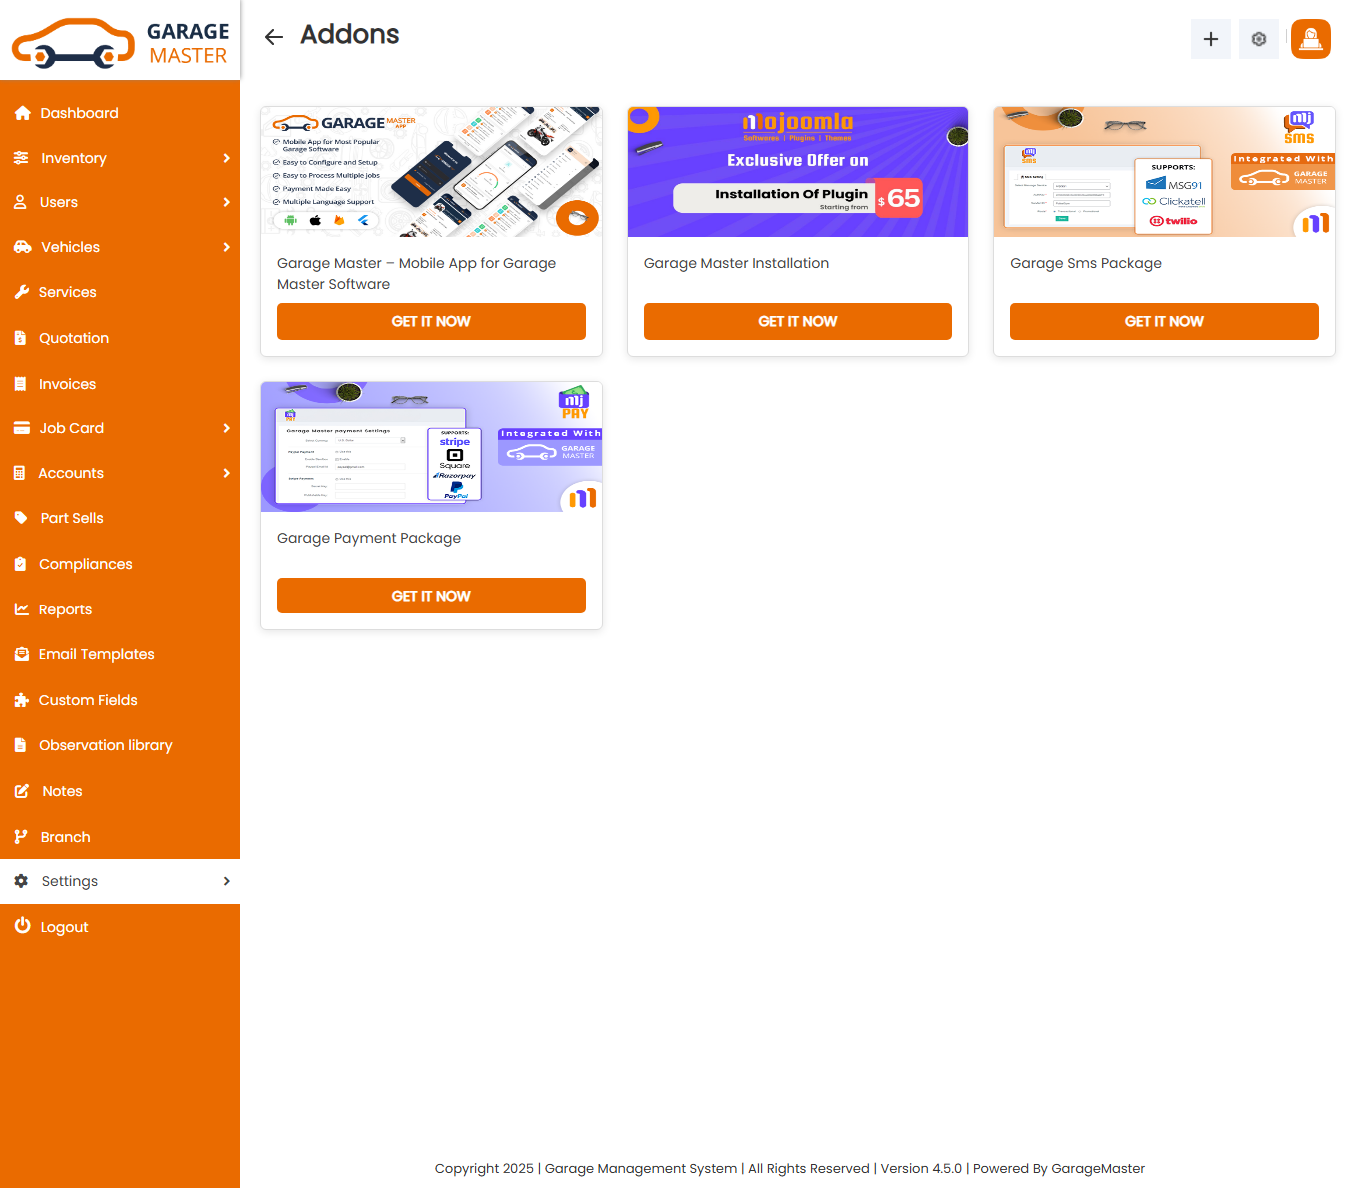 GARAGE
MASTER
Addons
Dashboard
Inventory
Users
Vehicles
Services
Quotation
Invoices
Job Card
Accounts
Part Sells
Compliances
Reports
Email Templates
Custom Fields
Observation library
Notes
Branch
Settings
Logout
GARAGE MASTER
APP
Mobile App for Most Popular
Garage Software
Easy to Configure and Setup
Easy to Process Multiple Jobs
Payment Made Easy
Multiple Language Support
Garage Master – Mobile App for Garage
Master Software
GET IT NOW
Mojoomla
Softwares | Plugins | Themes
Exclusive Offer on
Installation Of Plugin
Starting from
$65
Garage Master Installation
GET IT NOW
mj
SMS
Integrated With
GARAGE
MASTER
mj
SMS
SUPPORTS:
MSG91
Clickatell
twilio
Garage Sms Package
GET IT NOW
mj
PAY
Integrated With
GARAGE
MASTER
Garage Master payment Settings
SUPPORTS:
stripe
Square
Razorpay
PayPal
Garage Payment Package
GET IT NOW
Copyright 2025 | Garage Management System | All Rights Reserved | Version 4.5.0 | Powered By GarageMaster